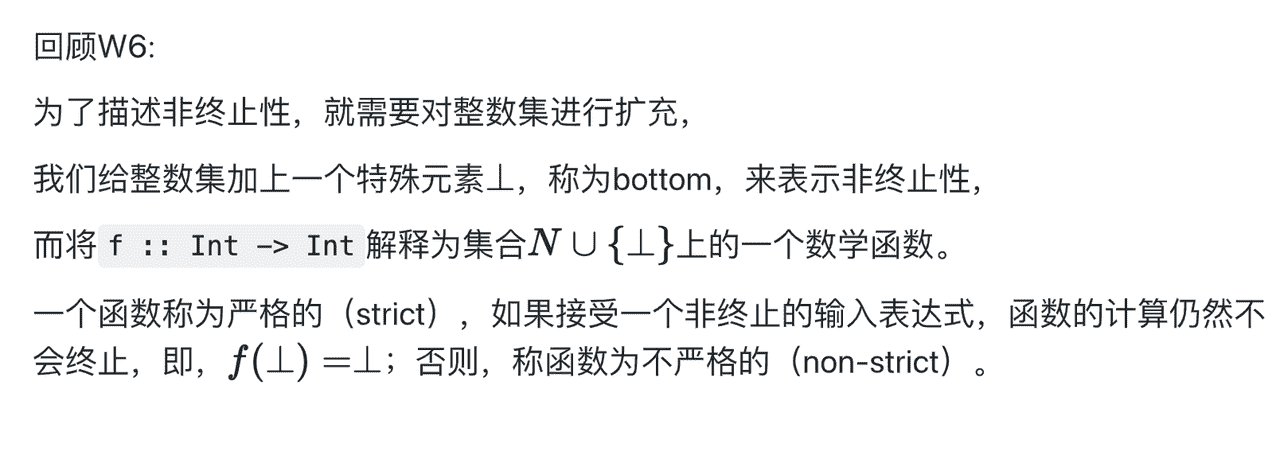 回顾W6:
为了描述非终止性，就需要对整数集进行扩充，
我们给整数集加上一个特殊元素⊥，称为bottom，来表示非终止性，
而将 f :: Int -> Int 解释为集合N ∪ {⊥}上的一个数学函数。
一个函数称为严格的（strict），如果接受一个非终止的输入表达式，函数的计算仍然不
会终止，即，f(⊥) =⊥；否则，称函数为不严格的（non-strict）。